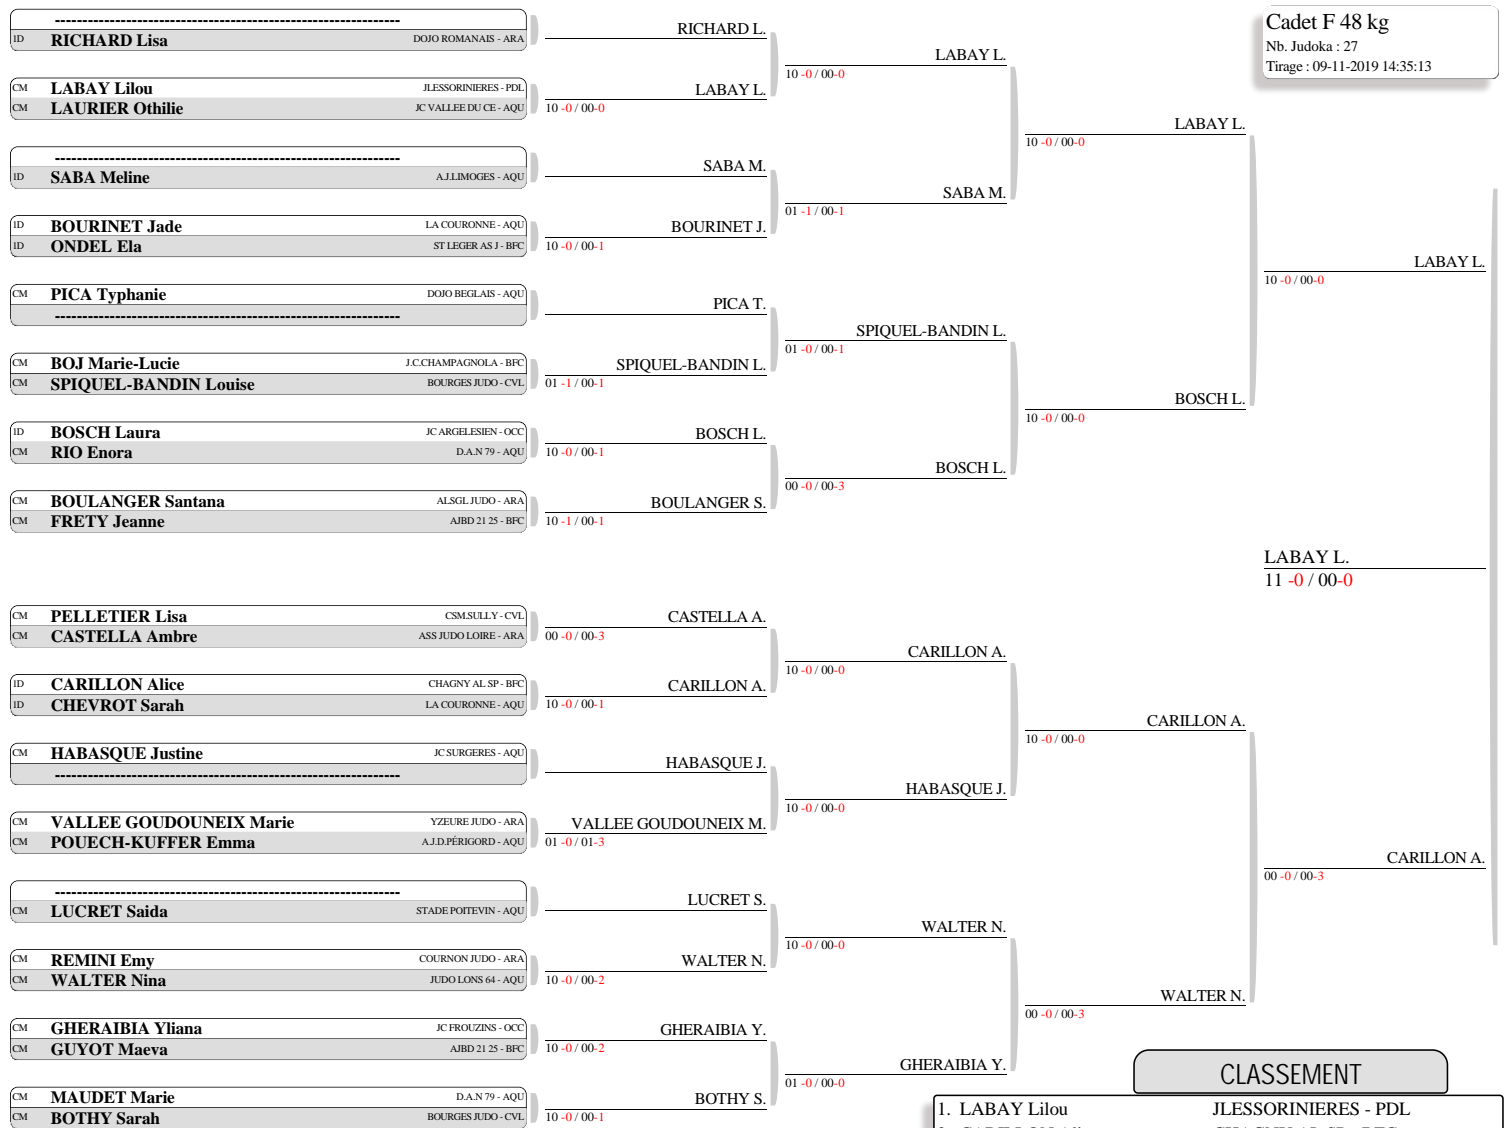 Cadet F 48 kg
Nb. Judoka : 27
Tirage : 09-11-2019 14:35:13
----------------------------------------------------------------
1D RICHARD Lisa DOJO ROMANAIS - ARA
CM LABAY Lilou JLESSORINIERES - PDL
CM LAURIER Othilie JC VALLEE DU CE - AQU
----------------------------------------------------------------
1D SABA Meline A.J.LIMOGES - AQU
1D BOURINET Jade LA COURONNE - AQU
1D ONDEL Ela ST LEGER AS J - BFC
CM PICA Typhanie DOJO BEGLAIS - AQU
----------------------------------------------------------------
CM BOJ Marie-Lucie J.C.CHAMPAGNOLA - BFC
CM SPIQUEL-BANDIN Louise BOURGES JUDO - CVL
1D BOSCH Laura JC ARGELESIEN - OCC
CM RIO Enora D.A.N 79 - AQU
CM BOULANGER Santana ALSGL JUDO - ARA
CM FRETY Jeanne AJBD 21 25 - BFC
CM PELLETIER Lisa CSM.SULLY - CVL
CM CASTELLA Ambre ASS JUDO LOIRE - ARA
1D CARILLON Alice CHAGNY AL SP - BFC
1D CHEVROT Sarah LA COURONNE - AQU
CM HABASQUE Justine JC SURGERES - AQU
----------------------------------------------------------------
CM VALLEE GOUDOUNEIX Marie YZEURE JUDO - ARA
CM POUECH-KUFFER Emma A.J.D.PÉRIGORD - AQU
----------------------------------------------------------------
CM LUCRET Saida STADE POITEVIN - AQU
CM REMINI Emy COURNON JUDO - ARA
CM WALTER Nina JUDO LONS 64 - AQU
CM GHERAIBIA Yliana JC FROUZINS - OCC
CM GUYOT Maeva AJBD 21 25 - BFC
CM MAUDET Marie D.A.N 79 - AQU
CM BOTHY Sarah BOURGES JUDO - CVL
RICHARD L.
LABAY L.
10 -0 / 00-0
SABA M.
BOURINET J.
10 -0 / 00-1
PICA T.
SPIQUEL-BANDIN L.
01 -1 / 00-1
BOSCH L.
10 -0 / 00-1
BOULANGER S.
10 -1 / 00-1
CASTELLA A.
00 -0 / 00-3
CARILLON A.
10 -0 / 00-1
HABASQUE J.
VALLEE GOUDOUNEIX M.
01 -0 / 01-3
LUCRET S.
WALTER N.
10 -0 / 00-2
GHERAIBIA Y.
10 -0 / 00-2
BOTHY S.
10 -0 / 00-1
LABAY L.
10 -0 / 00-0
SABA M.
01 -1 / 00-1
SPIQUEL-BANDIN L.
01 -0 / 00-1
BOSCH L.
00 -0 / 00-3
CARILLON A.
10 -0 / 00-0
HABASQUE J.
10 -0 / 00-0
WALTER N.
10 -0 / 00-0
GHERAIBIA Y.
01 -0 / 00-0
LABAY L.
10 -0 / 00-0
BOSCH L.
10 -0 / 00-0
CARILLON A.
10 -0 / 00-0
WALTER N.
00 -0 / 00-3
LABAY L.
10 -0 / 00-0
CARILLON A.
00 -0 / 00-3
LABAY L.
11 -0 / 00-0
CLASSEMENT
1. LABAY Lilou JLESSORINIERES - PDL